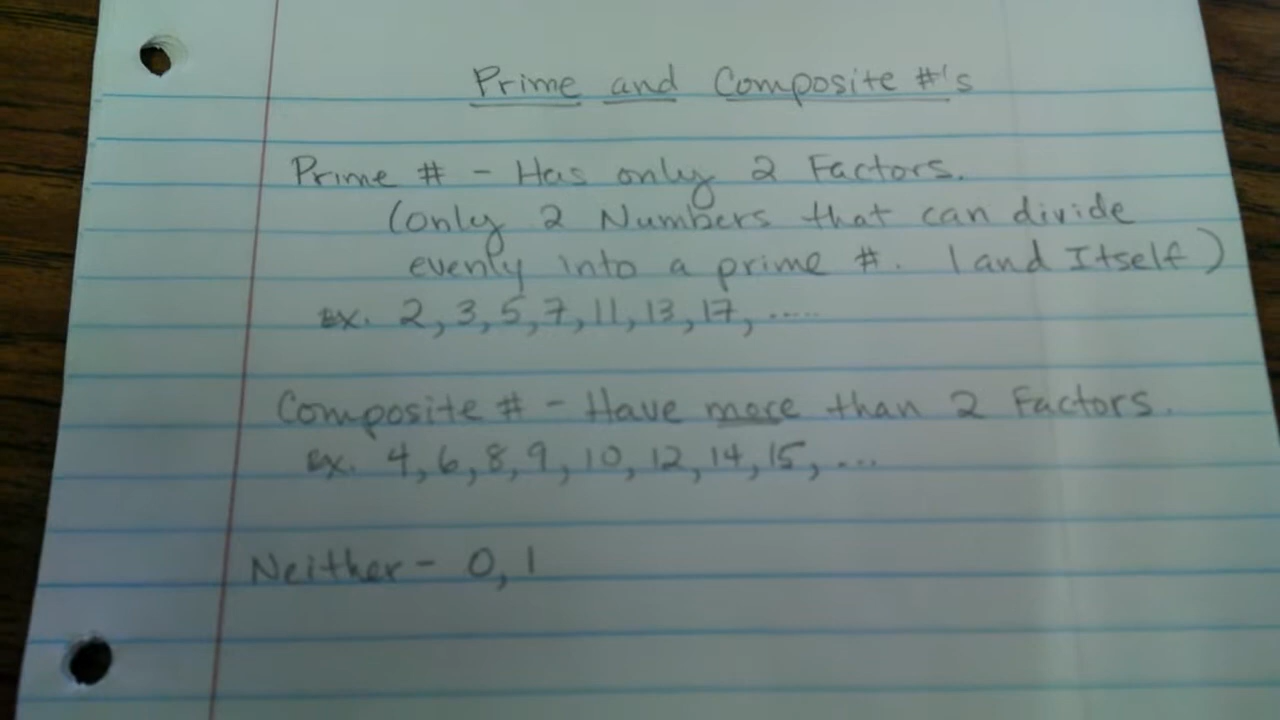 Prime and Composite #'s
Prime # - Has only 2 Factors.
(only 2 Numbers that can divide
evenly into a prime #. 1 and Itself)
Ex. 2, 3, 5, 7, 11, 13, 17, .....
Composite # - Have more than 2 Factors.
Ex. 4, 6, 8, 9, 10, 12, 14, 15, ...
Neither - 0, 1